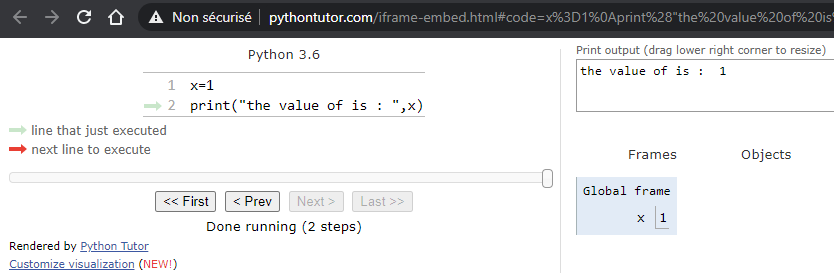 Non sécurisé | pythontutor.com/iframe-embed.html#code=x%3D1%0Aprint%28"the%20value%20of%20is%
Python 3.6
1 x=1
2 print("the value of is : ",x)
line that just executed
next line to execute
<< First < Prev Next > Last >>
Done running (2 steps)
Rendered by Python Tutor
Customize visualization (NEW!)
Print output (drag lower right corner to resize)
the value of is :  1
Frames Objects
Global frame
x 1